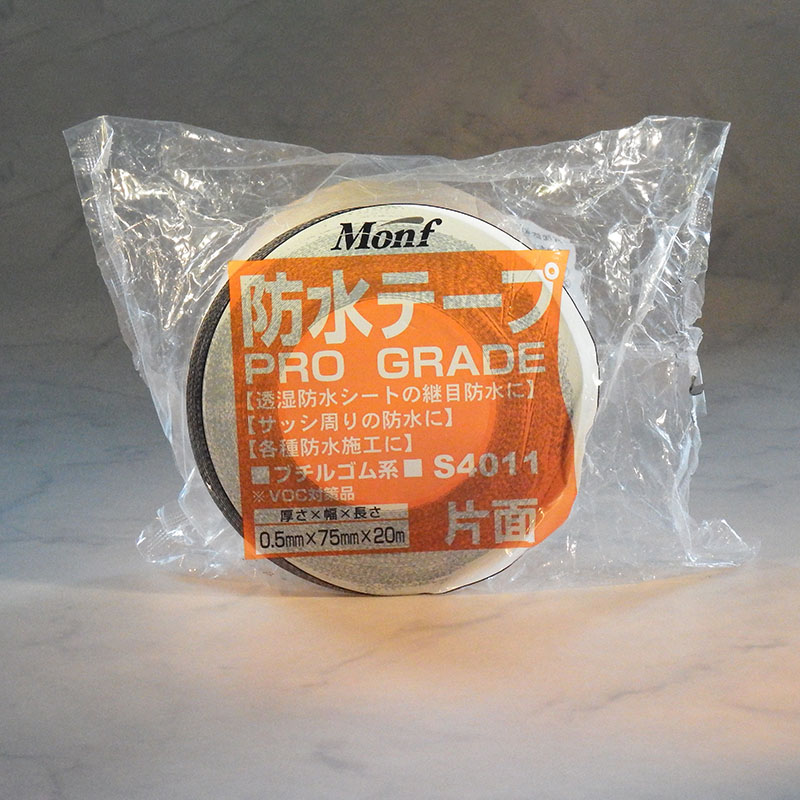 Monf
防水テープ
PRO GRADE
【透湿防水シートの継目防水に】
【サッシ周りの防水に】
【各種防水施工に】
■ブチルゴム系■ S4011
※VOC対策品
厚さ×幅×長さ
0.5mm×75mm×20m
片面